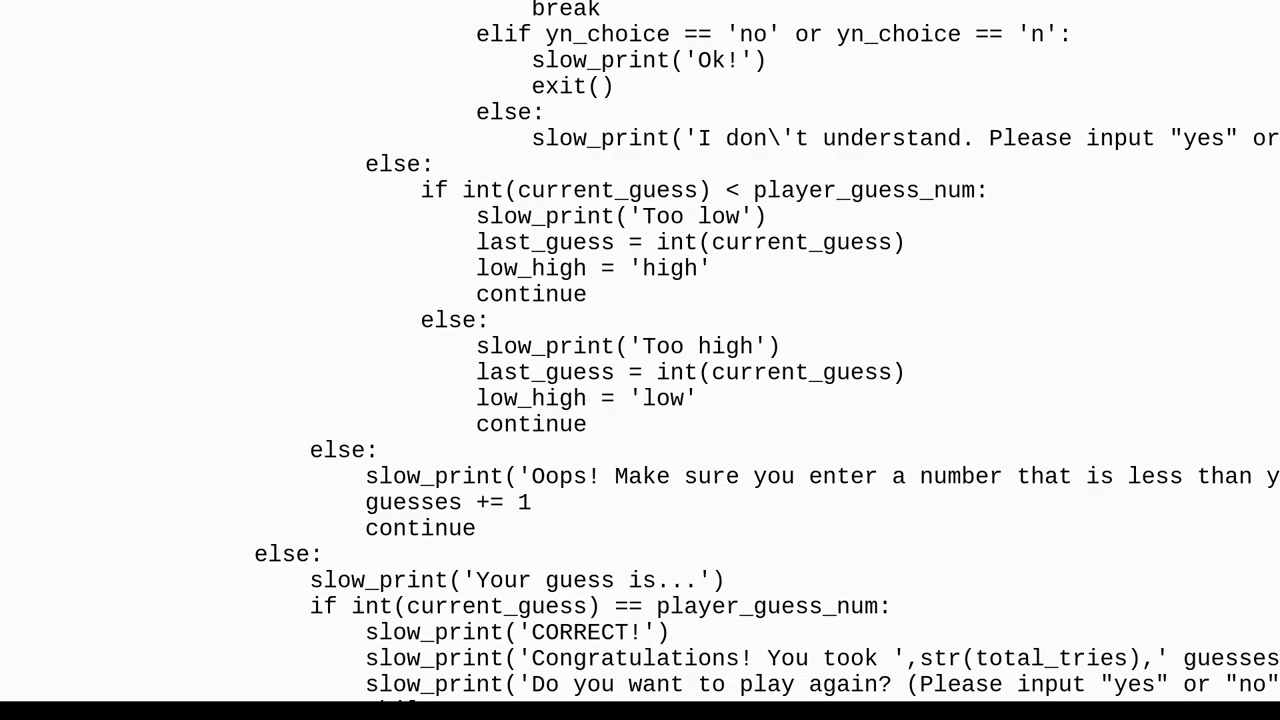 break
elif yn_choice == 'no' or yn_choice == 'n':
slow_print('Ok!')
exit()
else:
slow_print('I don\'t understand. Please input "yes" or
else:
if int(current_guess) < player_guess_num:
slow_print('Too low')
last_guess = int(current_guess)
low_high = 'high'
continue
else:
slow_print('Too high')
last_guess = int(current_guess)
low_high = 'low'
continue
else:
slow_print('Oops! Make sure you enter a number that is less than y
guesses += 1
continue
else:
slow_print('Your guess is...')
if int(current_guess) == player_guess_num:
slow_print('CORRECT!')
slow_print('Congratulations! You took ',str(total_tries),' guesses
slow_print('Do you want to play again? (Please input "yes" or "no"